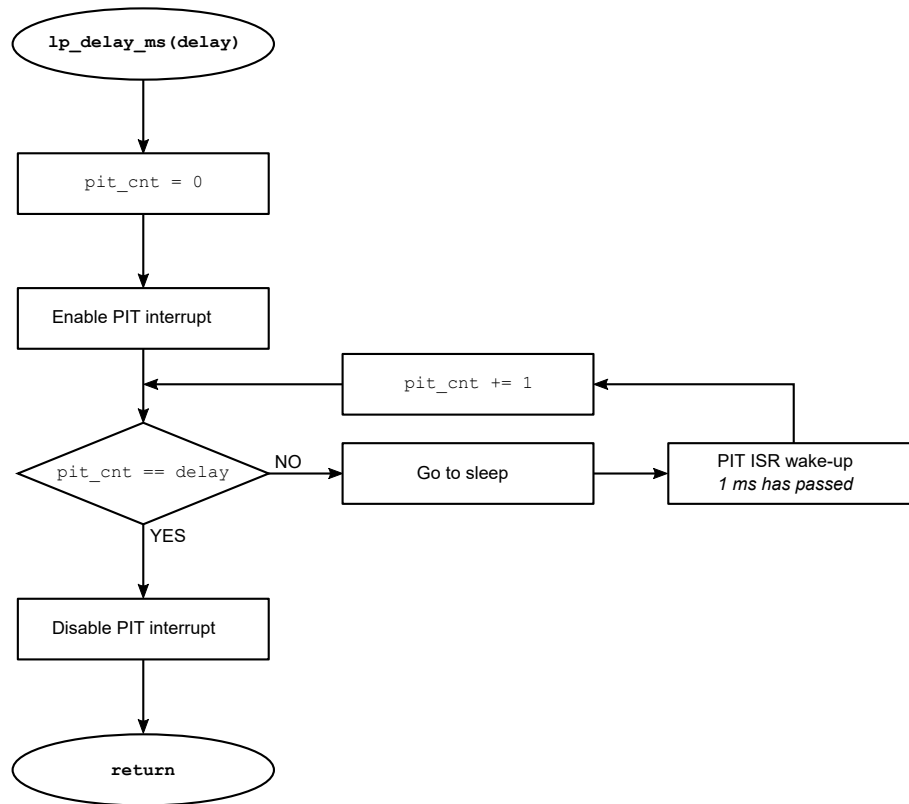 lp_delay_ms(delay)
pit_cnt = 0
Enable PIT interrupt
pit_cnt += 1
pit_cnt == delay
NO
Go to sleep
PIT ISR wake-up
1 ms has passed
YES
Disable PIT interrupt
return